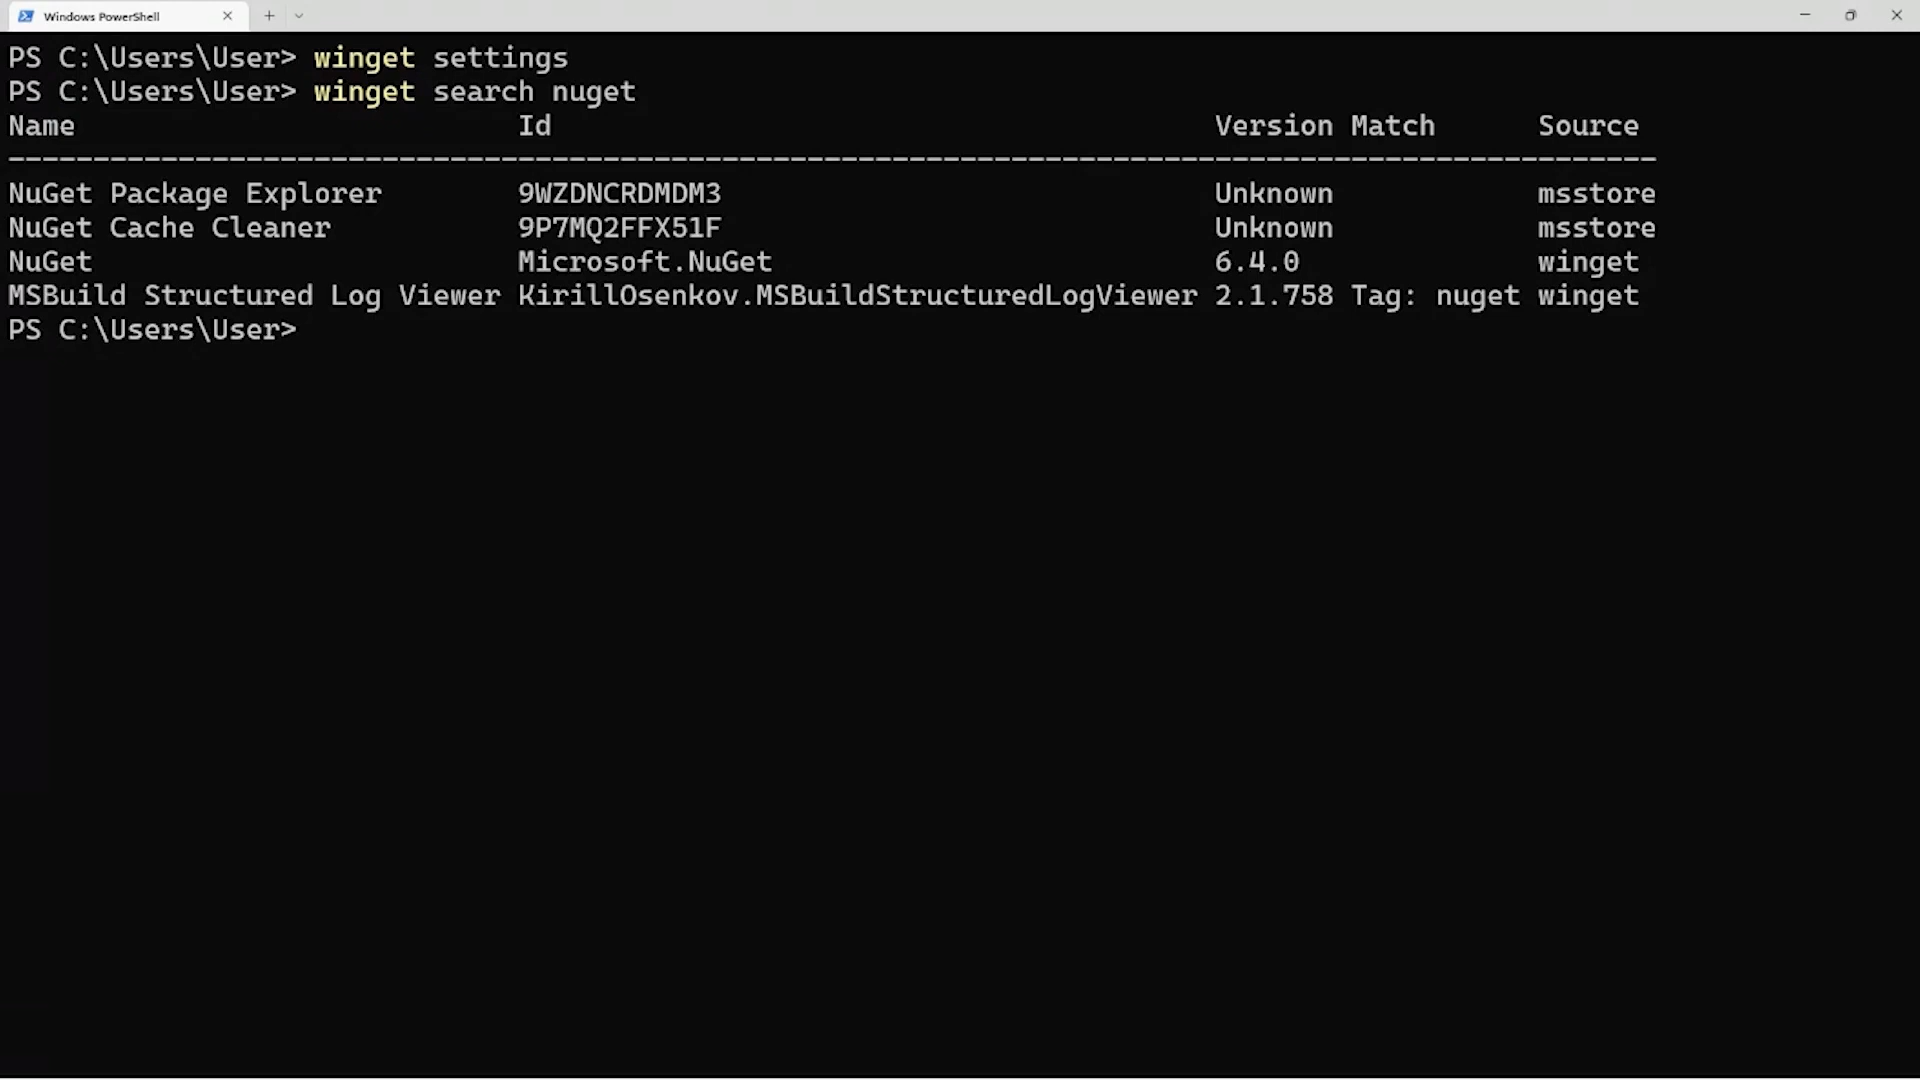 Windows PowerShell
PS C:\Users\User> winget settings
PS C:\Users\User> winget search nuget
Name Id Version Match Source
--------------------------------------------------------------------------------------------------
NuGet Package Explorer 9WZDNCRDMDM3 Unknown msstore
NuGet Cache Cleaner 9P7MQ2FFX51F Unknown msstore
NuGet Microsoft.NuGet 6.4.0 winget
MSBuild Structured Log Viewer KirillOsenkov.MSBuildStructuredLogViewer 2.1.758 Tag: nuget winget
PS C:\Users\User>